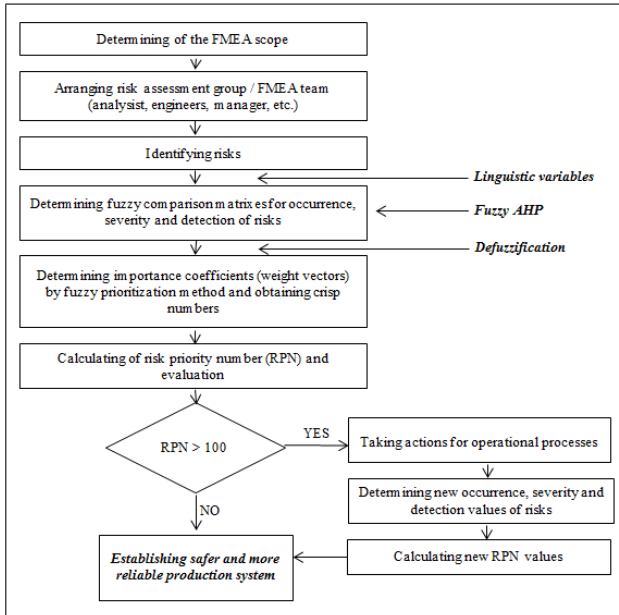 Determining of the FMEA scope
Arranging risk assessment group / FMEA team
(analyst, engineers, manager, etc.)
Identifying risks
Linguistic variables
Determining fuzzy comparison matrixes for occurrence,
severity and detection of risks
Fuzzy AHP
Defuzzification
Determining importance coefficients (weight vectors)
by fuzzy prioritization method and obtaining crisp
numbers
Calculating of risk priority number (RPN) and
evaluation
RPN > 100
YES
Taking actions for operational processes
Determining new occurrence, severity and
detection values of risks
NO
Establishing safer and more
reliable production system
Calculating new RPN values